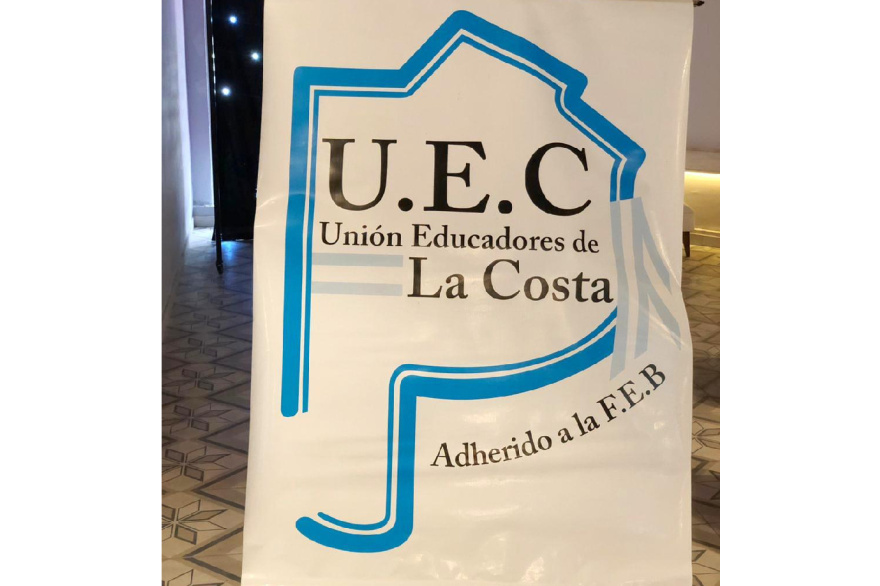 U.E.C
Unión Educadores de
La Costa
Adherido a la F.E.B